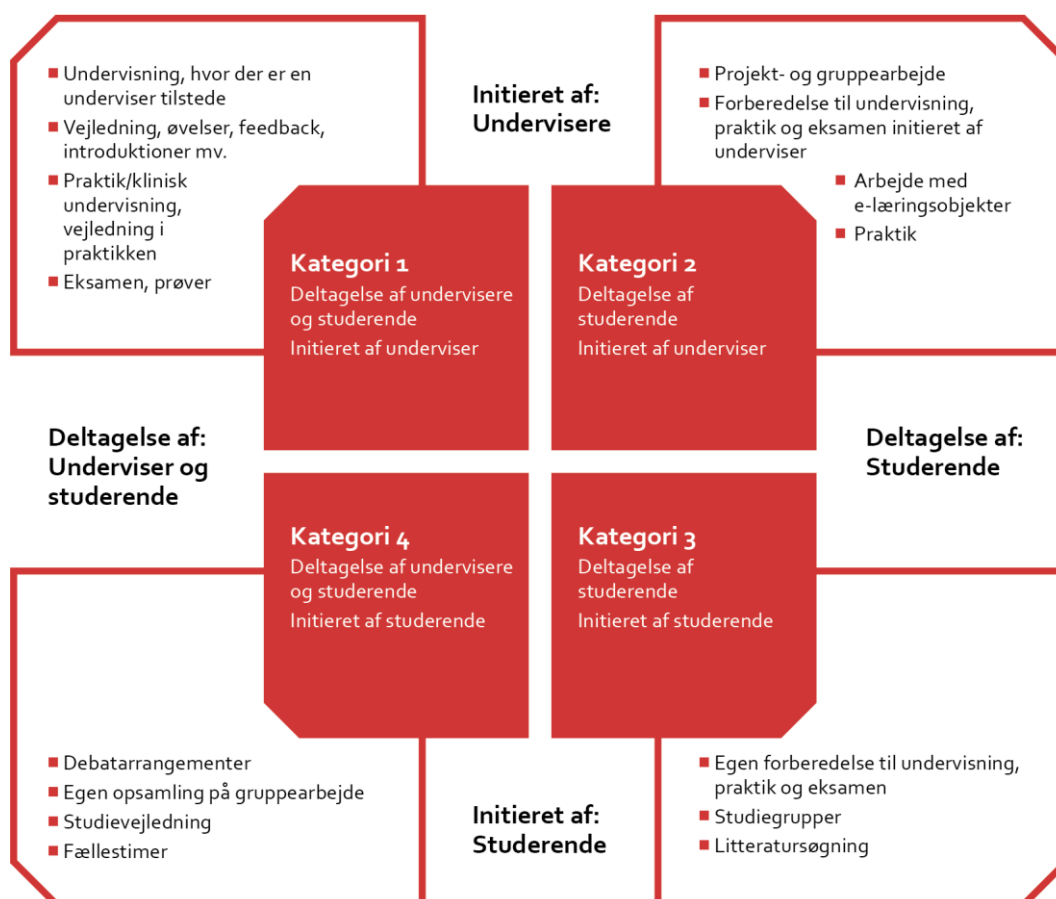 ■ Undervisning, hvor der er en
underviser tilstede
■ Vejledning, øvelser, feedback,
introduktioner mv.
■ Praktik/klinisk
undervisning,
vejledning i
praktikken
■ Eksamen, prøver
Initieret af:
Undervisere
■ Projekt- og gruppearbejde
■ Forberedelse til undervisning,
praktik og eksamen initieret af
underviser
■ Arbejde med
e-læringsobjekter
■ Praktik
Kategori 1
Deltagelse af undervisere
og studerende
Initieret af underviser
Kategori 2
Deltagelse af
studerende
Initieret af underviser
Deltagelse af:
Underviser og
studerende
Deltagelse af:
Studerende
Kategori 4
Deltagelse af undervisere
og studerende
Initieret af studerende
Kategori 3
Deltagelse af
studerende
Initieret af studerende
■ Debatarrangementer
■ Egen opsamling på gruppearbejde
■ Studievejledning
■ Fællestimer
Initieret af:
Studerende
■ Egen forberedelse til undervisning,
praktik og eksamen
■ Studiegrupper
■ Litteratursøgning